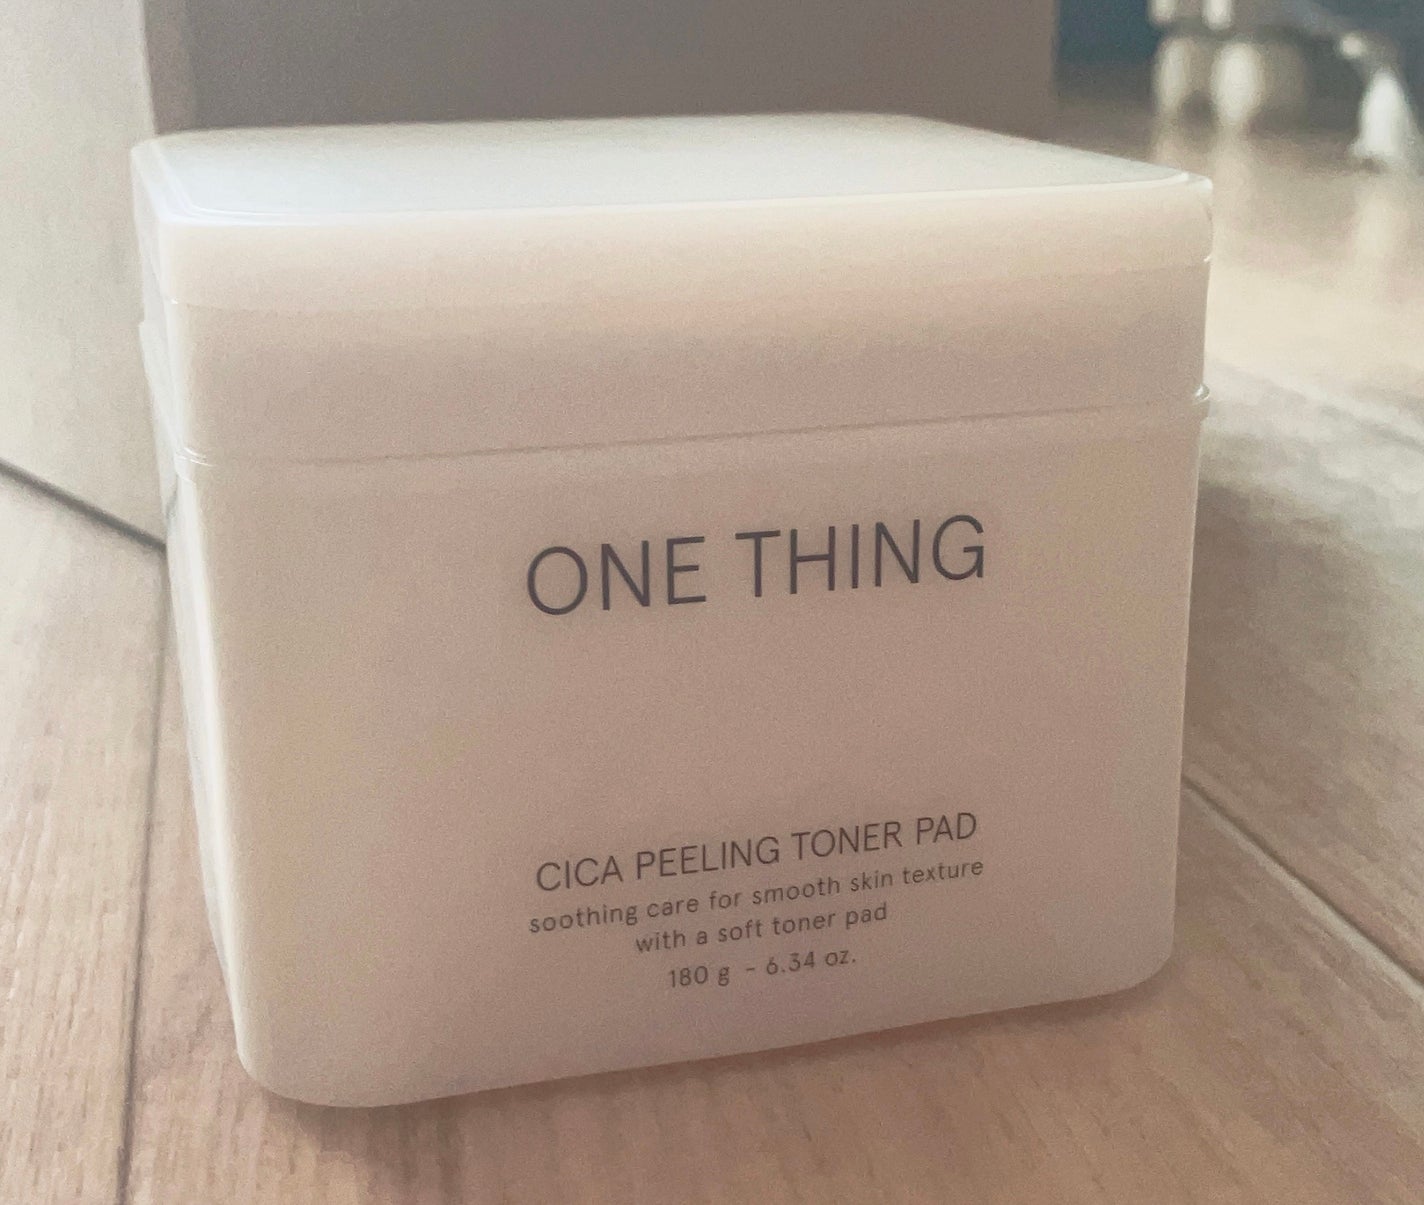 ONE THING
CICA PEELING TONER PAD
soothing care for smooth skin texture
with a soft toner pad
180 g - 6.34 oz.